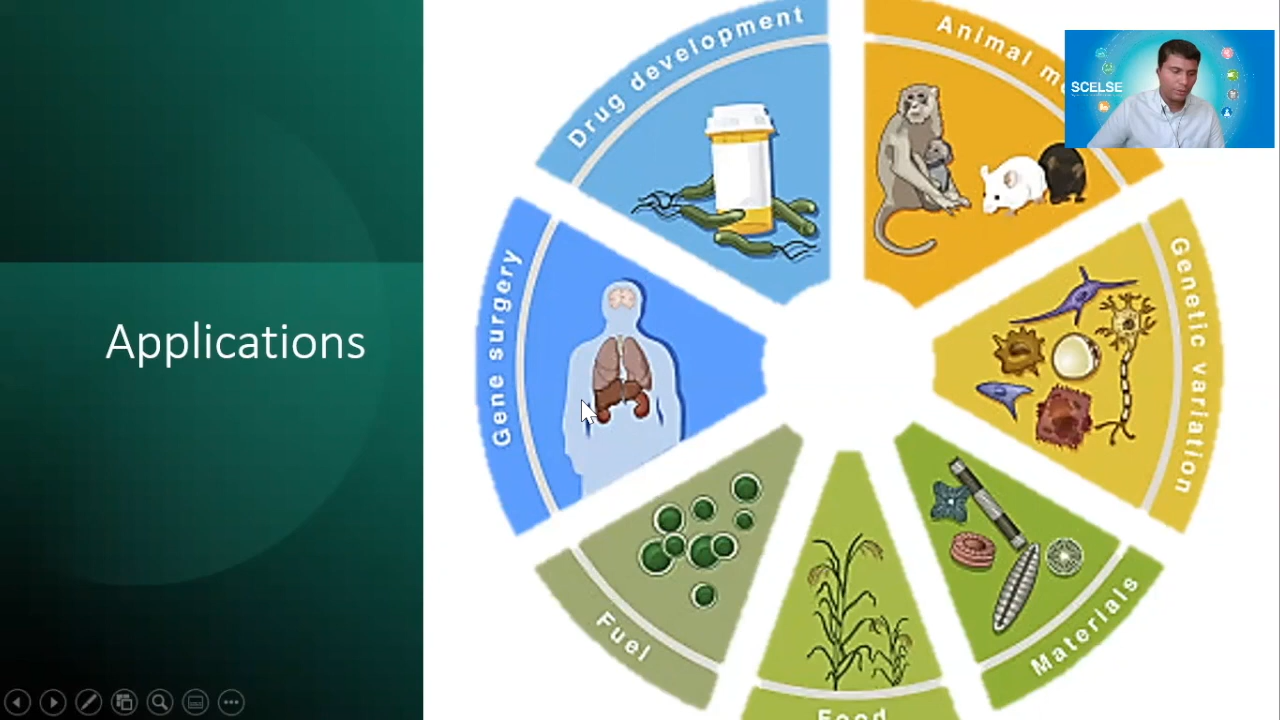 Applications
Drug development
Animal m
SCELSE
Gene surgery
Genetic variation
Fuel
Food
Materials